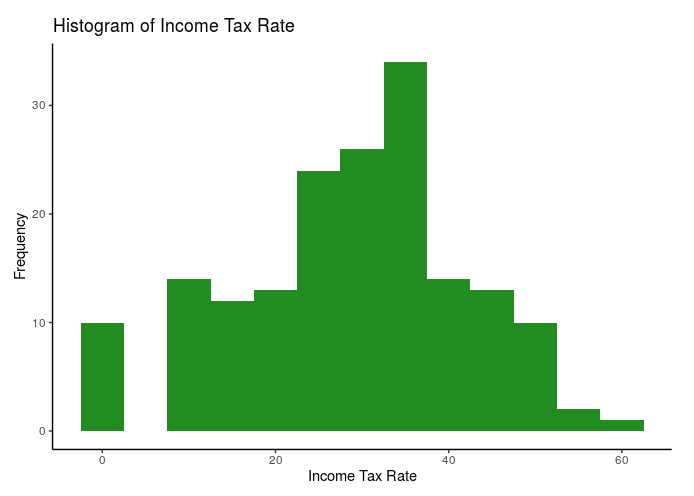 Histogram of Income Tax Rate
Frequency
30
20
10
0
0 20 40 60
Income Tax Rate